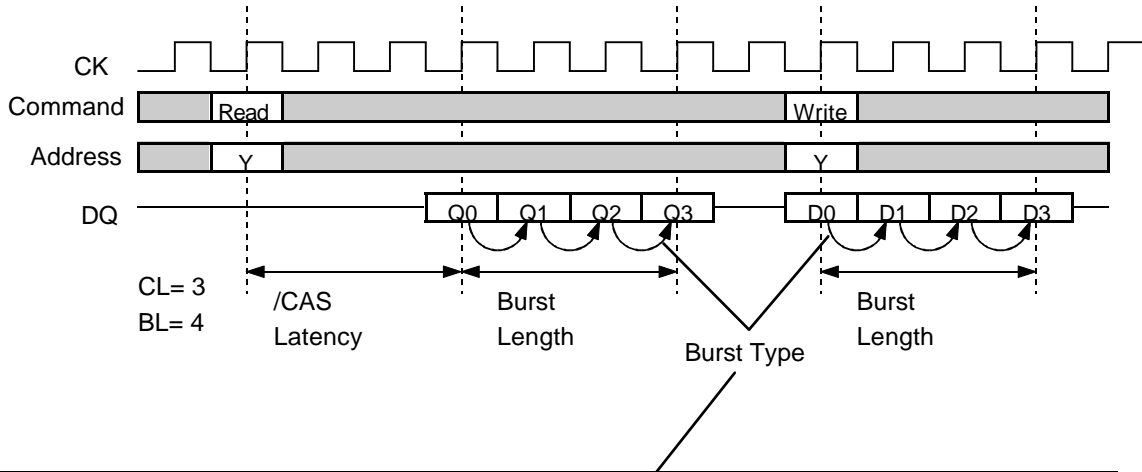 CK
Command Read Write
Address Y Y
DQ Q0 Q1 Q2 Q3 D0 D1 D2 D3
CL= 3
BL= 4
/CAS
Latency
Burst
Length
Burst Type
Burst
Length